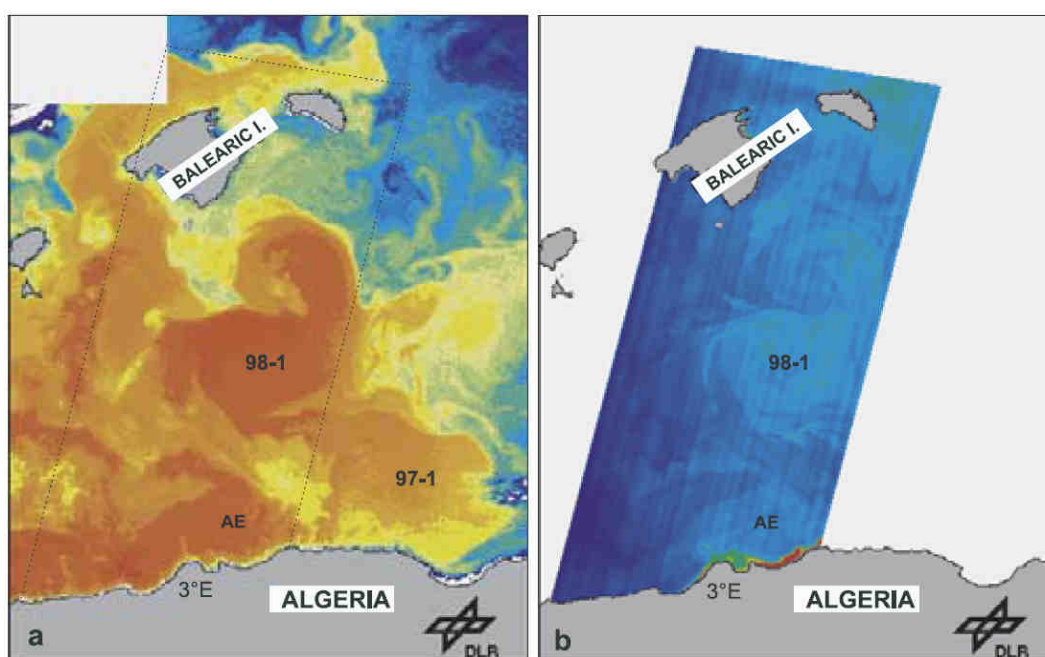 BALEARIC I.
98-1
97-1
AE
3°E
ALGERIA
a
DLR
BALEARIC I.
98-1
AE
3°E
ALGERIA
b
DLR